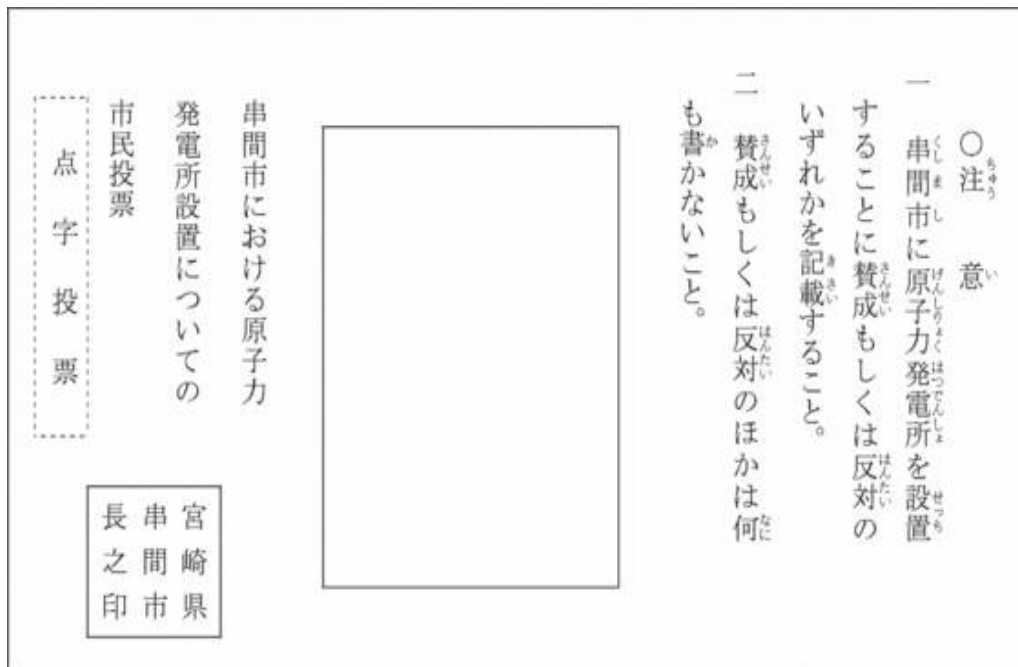 〇注意
一 串間市に原子力発電所を設置
することに賛成もしくは反対の
いずれかを記載すること。
二 賛成もしくは反対のほかは何
も書かないこと。
串間市における原子力
発電所設置についての
市民投票
点字投票
宮崎県
串間市
長之印